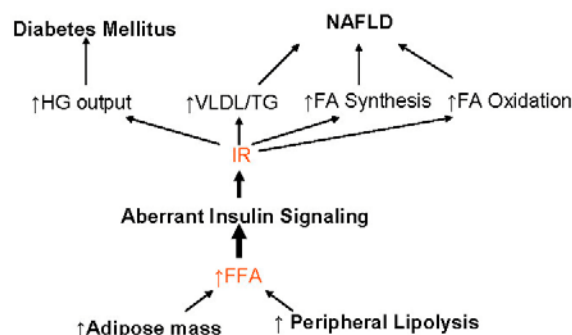 Diabetes Mellitus NAFLD
↑HG output ↑VLDL/TG ↑FA Synthesis ↑FA Oxidation
IR
Aberrant Insulin Signaling
↑FFA
↑Adipose mass ↑ Peripheral Lipolysis